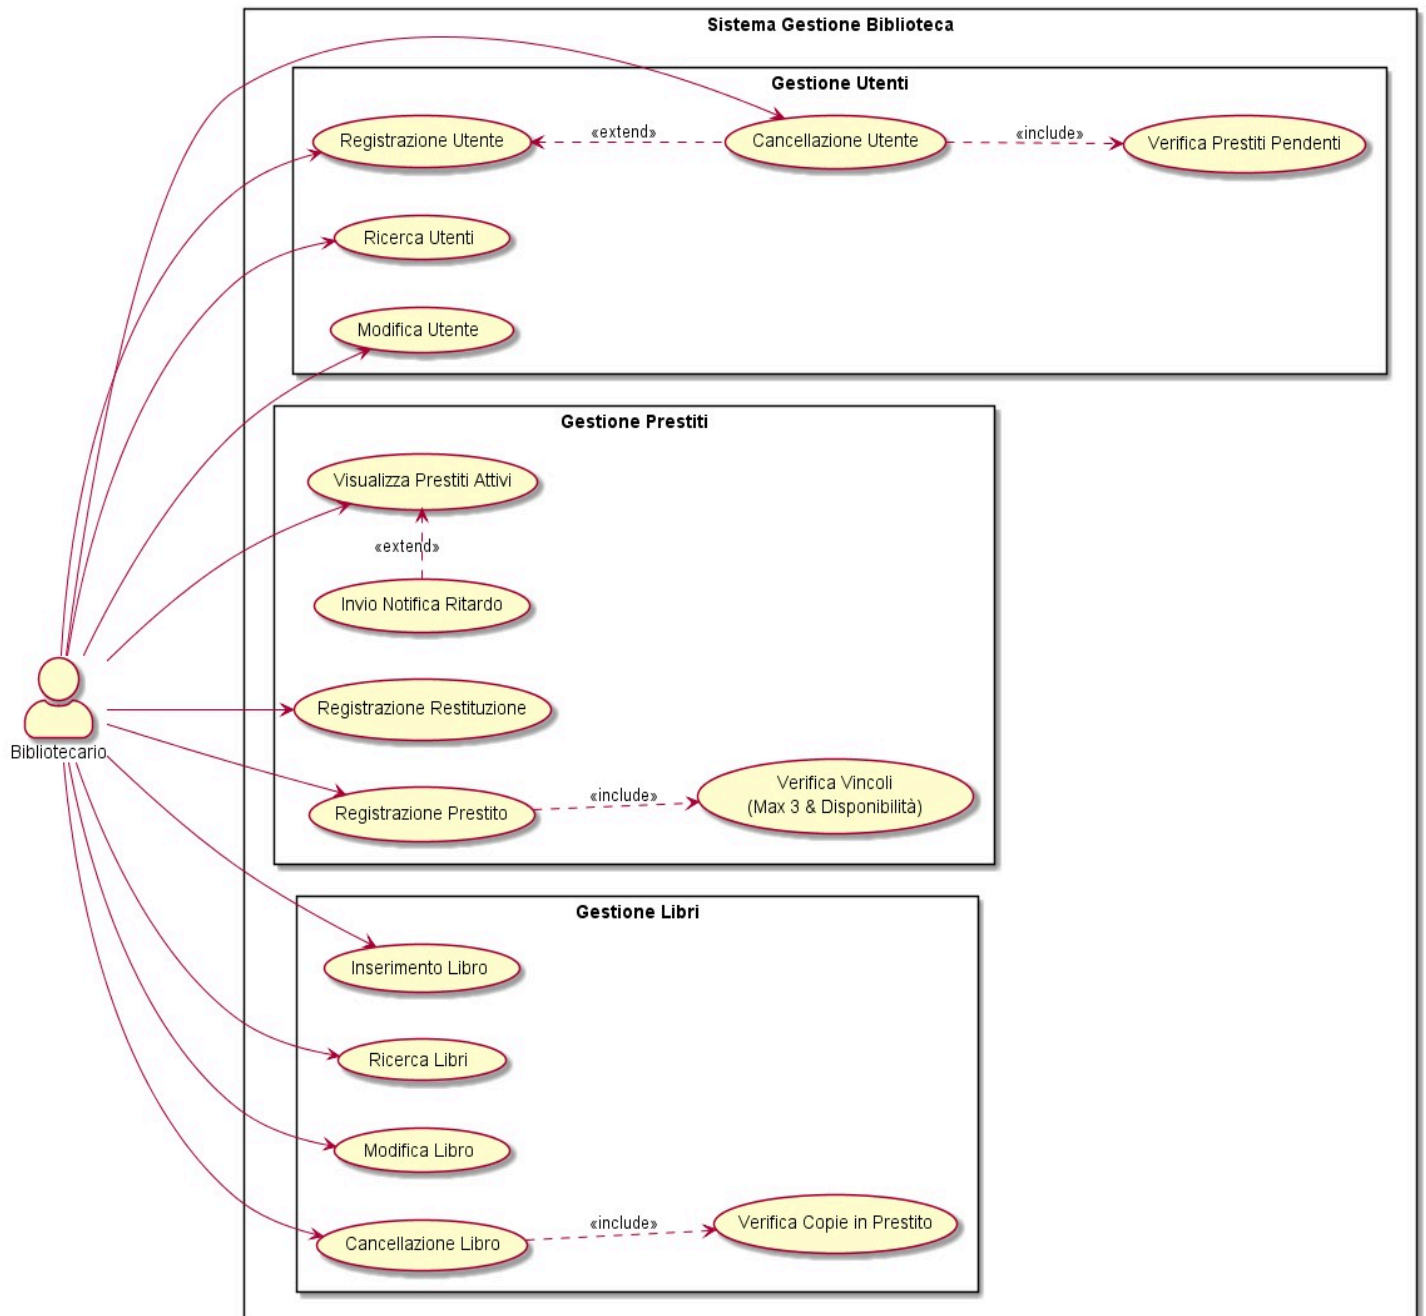 Sistema Gestione Biblioteca
Gestione Utenti
Registrazione Utente
«extend»
Cancellazione Utente
«include»
Verifica Prestiti Pendenti
Ricerca Utenti
Modifica Utente
Gestione Prestiti
Visualizza Prestiti Attivi
«extend»
Invio Notifica Ritardo
Registrazione Restituzione
Bibliotecario
Registrazione Prestito
«include»
Verifica Vincoli
(Max 3 & Disponibilità)
Gestione Libri
Inserimento Libro
Ricerca Libri
Modifica Libro
Cancellazione Libro
«include»
Verifica Copie in Prestito